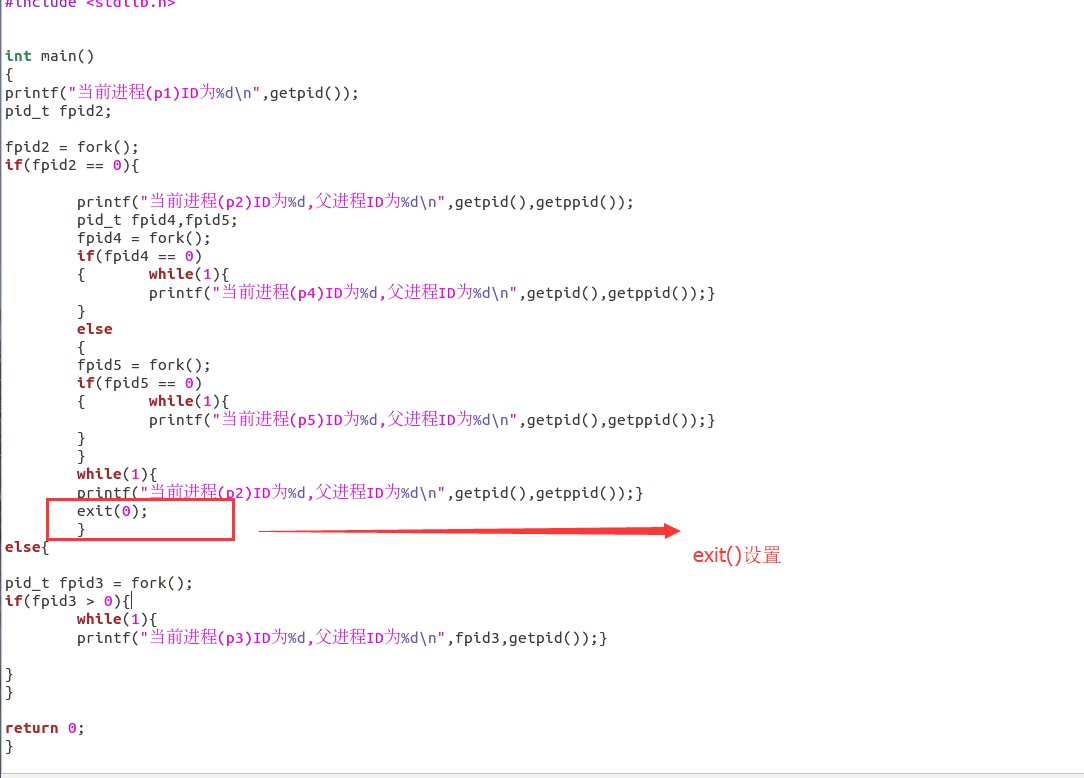 #include <stdlib.h>
int main()
{
printf("当前进程(p1)ID为%d\n",getpid());
pid_t fpid2;
fpid2 = fork();
if(fpid2 == 0){
printf("当前进程(p2)ID为%d,父进程ID为%d\n",getpid(),getppid());
pid_t fpid4,fpid5;
fpid4 = fork();
if(fpid4 == 0)
{ while(1){
printf("当前进程(p4)ID为%d,父进程ID为%d\n",getpid(),getppid());}
}
else
{
fpid5 = fork();
if(fpid5 == 0)
{ while(1){
printf("当前进程(p5)ID为%d,父进程ID为%d\n",getpid(),getppid());}
}
}
while(1){
printf("当前进程(p2)ID为%d,父进程ID为%d\n",getpid(),getppid());}
exit(0);
}
else{
exit()设置
pid_t fpid3 = fork();
if(fpid3 > 0){
while(1){
printf("当前进程(p3)ID为%d,父进程ID为%d\n",fpid3,getpid());}
}
}
return 0;
}